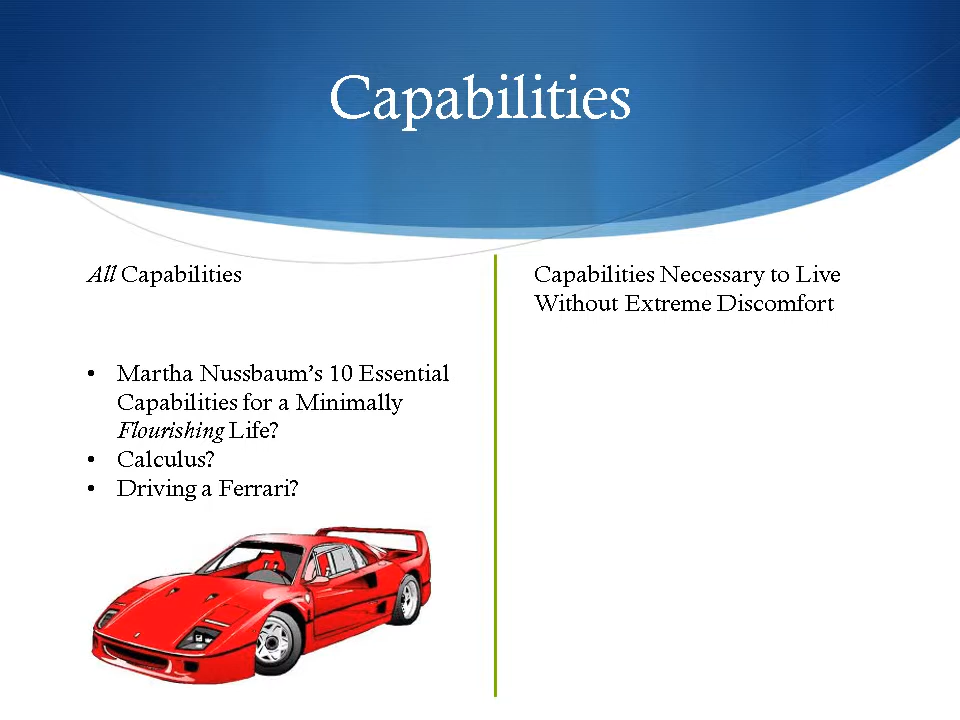 Capabilities
All Capabilities
• Martha Nussbaum’s 10 Essential
Capabilities for a Minimally
Flourishing Life?
• Calculus?
• Driving a Ferrari?
Capabilities Necessary to Live
Without Extreme Discomfort